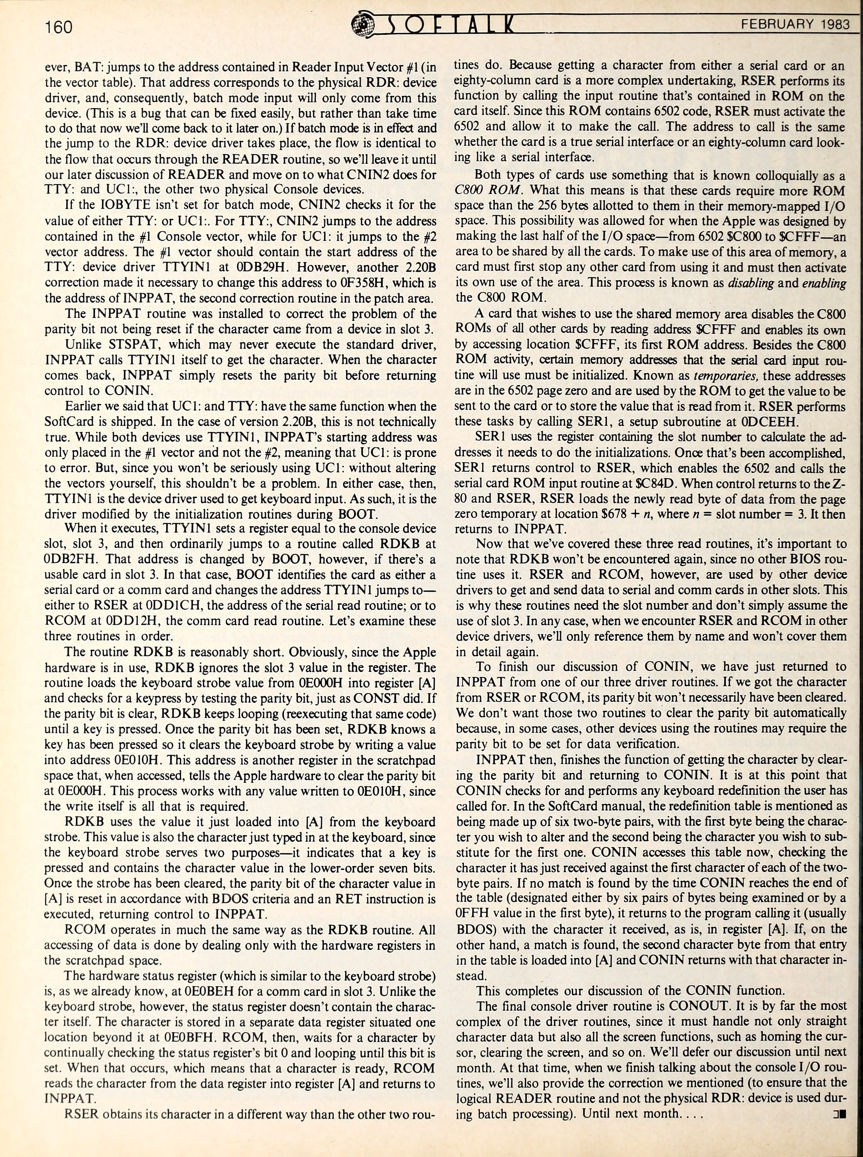 160
SOFTALK
FEBRUARY 1983
ever, BAT: jumps to the address contained in Reader Input Vector #1 (in
the vector table). That address corresponds to the physical RDR: device
driver, and, consequently, batch mode input will only come from this
device. (This is a bug that can be fixed easily, but rather than take time
to do that now we'll come back to it later on.) If batch mode is in effect and
the jump to the RDR: device driver takes place, the flow is identical to
the flow that occurs through the READER routine, so we'll leave it until
our later discussion of READER and move on to what CNIN2 does for
TTY: and UC1:, the other two physical Console devices.
If the IOBYTE isn't set for batch mode, CNIN2 checks it for the
value of either TTY: or UC1:. For TTY:, CNIN2 jumps to the address
contained in the #1 Console vector, while for UC1: it jumps to the #2
vector address. The #1 vector should contain the start address of the
TTY: device driver TTYIN1 at 0DB29H. However, another 2.20B
correction made it necessary to change this address to 0F358H, which is
the address of INPPAT, the second correction routine in the patch area.
The INPPAT routine was installed to correct the problem of the
parity bit not being reset if the character came from a device in slot 3.
Unlike STSPAT, which may never execute the standard driver,
INPPAT calls TTYIN1 itself to get the character. When the character
comes back, INPPAT simply resets the parity bit before returning
control to CONIN.
Earlier we said that UC1: and TTY: have the same function when the
SoftCard is shipped. In the case of version 2.20B, this is not technically
true. While both devices use TTYIN1, INPPAT's starting address was
only placed in the #1 vector and not the #2, meaning that UC1: is prone
to error. But, since you won't be seriously using UC1: without altering
the vectors yourself, this shouldn't be a problem. In either case, then,
TTYIN1 is the device driver used to get keyboard input. As such, it is the
driver modified by the initialization routines during BOOT.
When it executes, TTYIN1 sets a register equal to the console device
slot, slot 3, and then ordinarily jumps to a routine called RDKB at
0DB2FH. That address is changed by BOOT, however, if there's a
usable card in slot 3. In that case, BOOT identifies the card as either a
serial card or a comm card and changes the address TTYIN1 jumps to—
either to RSER at 0DD1CH, the address of the serial read routine; or to
RCOM at 0DD12H, the comm card read routine. Let's examine these
three routines in order.
The routine RDKB is reasonably short. Obviously, since the Apple
hardware is in use, RDKB ignores the slot 3 value in the register. The
routine loads the keyboard strobe value from 0E000H into register [A]
and checks for a keypress by testing the parity bit, just as CONST did. If
the parity bit is clear, RDKB keeps looping (reexecuting that same code)
until a key is pressed. Once the parity bit has been set, RDKB knows a
key has been pressed so it clears the keyboard strobe by writing a value
into address 0E010H. This address is another register in the scratchpad
space that, when accessed, tells the Apple hardware to clear the parity bit
at 0E000H. This process works with any value written to 0E010H, since
the write itself is all that is required.
RDKB uses the value it just loaded into [A] from the keyboard
strobe. This value is also the character just typed in at the keyboard, since
the keyboard strobe serves two purposes—it indicates that a key is
pressed and contains the character value in the lower-order seven bits.
Once the strobe has been cleared, the parity bit of the character value in
[A] is reset in accordance with BDOS criteria and an RET instruction is
executed, returning control to INPPAT.
RCOM operates in much the same way as the RDKB routine. All
accessing of data is done by dealing only with the hardware registers in
the scratchpad space.
The hardware status register (which is similar to the keyboard strobe)
is, as we already know, at 0E0BEH for a comm card in slot 3. Unlike the
keyboard strobe, however, the status register doesn't contain the charac-
ter itself. The character is stored in a separate data register situated one
location beyond it at 0E0BFH. RCOM, then, waits for a character by
continually checking the status register's bit 0 and looping until this bit is
set. When that occurs, which means that a character is ready, RCOM
reads the character from the data register into register [A] and returns to
INPPAT.
RSER obtains its character in a different way than the other two rou-
tines do. Because getting a character from either a serial card or an
eighty-column card is a more complex undertaking, RSER performs its
function by calling the input routine that's contained in ROM on the
card itself. Since this ROM contains 6502 code, RSER must activate the
6502 and allow it to make the call. The address to call is the same
whether the card is a true serial interface or an eighty-column card look-
ing like a serial interface.
Both types of cards use something that is known colloquially as a
C800 ROM. What this means is that these cards require more ROM
space than the 256 bytes allotted to them in their memory-mapped I/O
space. This possibility was allowed for when the Apple was designed by
making the last half of the I/O space—from 6502 $C800 to $CFFF—an
area to be shared by all the cards. To make use of this area of memory, a
card must first stop any other card from using it and must then activate
its own use of the area. This process is known as disabling and enabling
the C800 ROM.
A card that wishes to use the shared memory area disables the C800
ROMs of all other cards by reading address $CFFF and enables its own
by accessing location $CFFF, its first ROM address. Besides the C800
ROM activity, certain memory addresses that the serial card input rou-
tine will use must be initialized. Known as temporaries, these addresses
are in the 6502 page zero and are used by the ROM to get the value to be
sent to the card or to store the value that is read from it. RSER performs
these tasks by calling SER1, a setup subroutine at 0DCEEH.
SER1 uses the register containing the slot number to calculate the ad-
dresses it needs to do the initializations. Once that's been accomplished,
SER1 returns control to RSER, which enables the 6502 and calls the
serial card ROM input routine at $C84D. When control returns to the Z-
80 and RSER, RSER loads the newly read byte of data from the page
zero temporary at location $678 + n, where n = slot number = 3. It then
returns to INPPAT.
Now that we've covered these three read routines, it's important to
note that RDKB won't be encountered again, since no other BIOS rou-
tine uses it. RSER and RCOM, however, are used by other device
drivers to get and send data to serial and comm cards in other slots. This
is why these routines need the slot number and don't simply assume the
use of slot 3. In any case, when we encounter RSER and RCOM in other
device drivers, we'll only reference them by name and won't cover them
in detail again.
To finish our discussion of CONIN, we have just returned to
INPPAT from one of our three driver routines. If we got the character
from RSER or RCOM, its parity bit won't necessarily have been cleared.
We don't want those two routines to clear the parity bit automatically
because, in some cases, other devices using the routines may require the
parity bit to be set for data verification.
INPPAT then, finishes the function of getting the character by clear-
ing the parity bit and returning to CONIN. It is at this point that
CONIN checks for and performs any keyboard redefinition the user has
called for. In the SoftCard manual, the redefinition table is mentioned as
being made up of six two-byte pairs, with the first byte being the charac-
ter you wish to alter and the second being the character you wish to sub-
stitute for the first one. CONIN accesses this table now, checking the
character it has just received against the first character of each of the two-
byte pairs. If no match is found by the time CONIN reaches the end of
the table (designated either by six pairs of bytes being examined or by a
0FFH value in the first byte), it returns to the program calling it (usually
BDOS) with the character it received, as is, in register [A]. If, on the
other hand, a match is found, the second character byte from that entry
in the table is loaded into [A] and CONIN returns with that character in-
stead.
This completes our discussion of the CONIN function.
The final console driver routine is CONOUT. It is by far the most
complex of the driver routines, since it must handle not only straight
character data but also all the screen functions, such as homing the cur-
sor, clearing the screen, and so on. We'll defer our discussion until next
month. At that time, when we finish talking about the console I/O rou-
tines, we'll also provide the correction we mentioned (to ensure that the
logical READER routine and not the physical RDR: device is used dur-
ing batch processing). Until next month. . . .